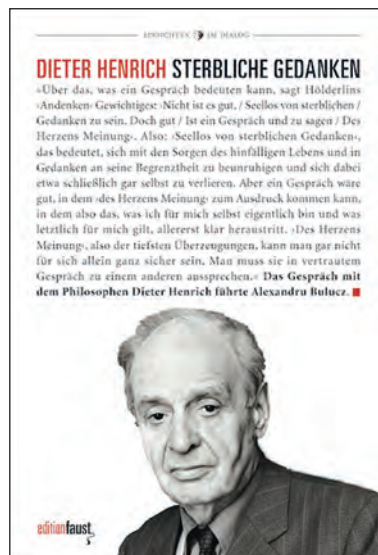 IM DIALOG
DIETER HENRICH STERBLICHE GEDANKEN
»Über das, was ein Gespräch bedeuten kann, sagt Hölderlins
›Andenken‹ Gewichtiges: ›Nicht ist es gut, / Seellos von sterblichen /
Gedanken zu sein. Doch gut / Ist ein Gespräch und zu sagen / Des
Herzens Meinung‹. Also: ›Seellos von sterblichen Gedanken‹,
das bedeutet, sich mit den Sorgen des hinfälligen Lebens und in
Gedanken an seine Begrenztheit zu beunruhigen und sich dabei
etwa schließlich gar selbst zu verlieren. Aber ein Gespräch wäre
gut, in dem ›des Herzens Meinung‹ zum Ausdruck kommen kann,
in dem also das, was ich für mich selbst eigentlich bin und was
letztlich für mich gilt, allererst klar heraustritt. ›Des Herzens
Meinung‹, also der tiefsten Überzeugungen, kann man gar nicht
für sich allein ganz sicher sein. Man muss sie in vertrautem
Gespräch zu einem anderen aussprechen.« Das Gespräch mit
dem Philosophen Dieter Henrich führte Alexandru Bulucz.
editionfaust